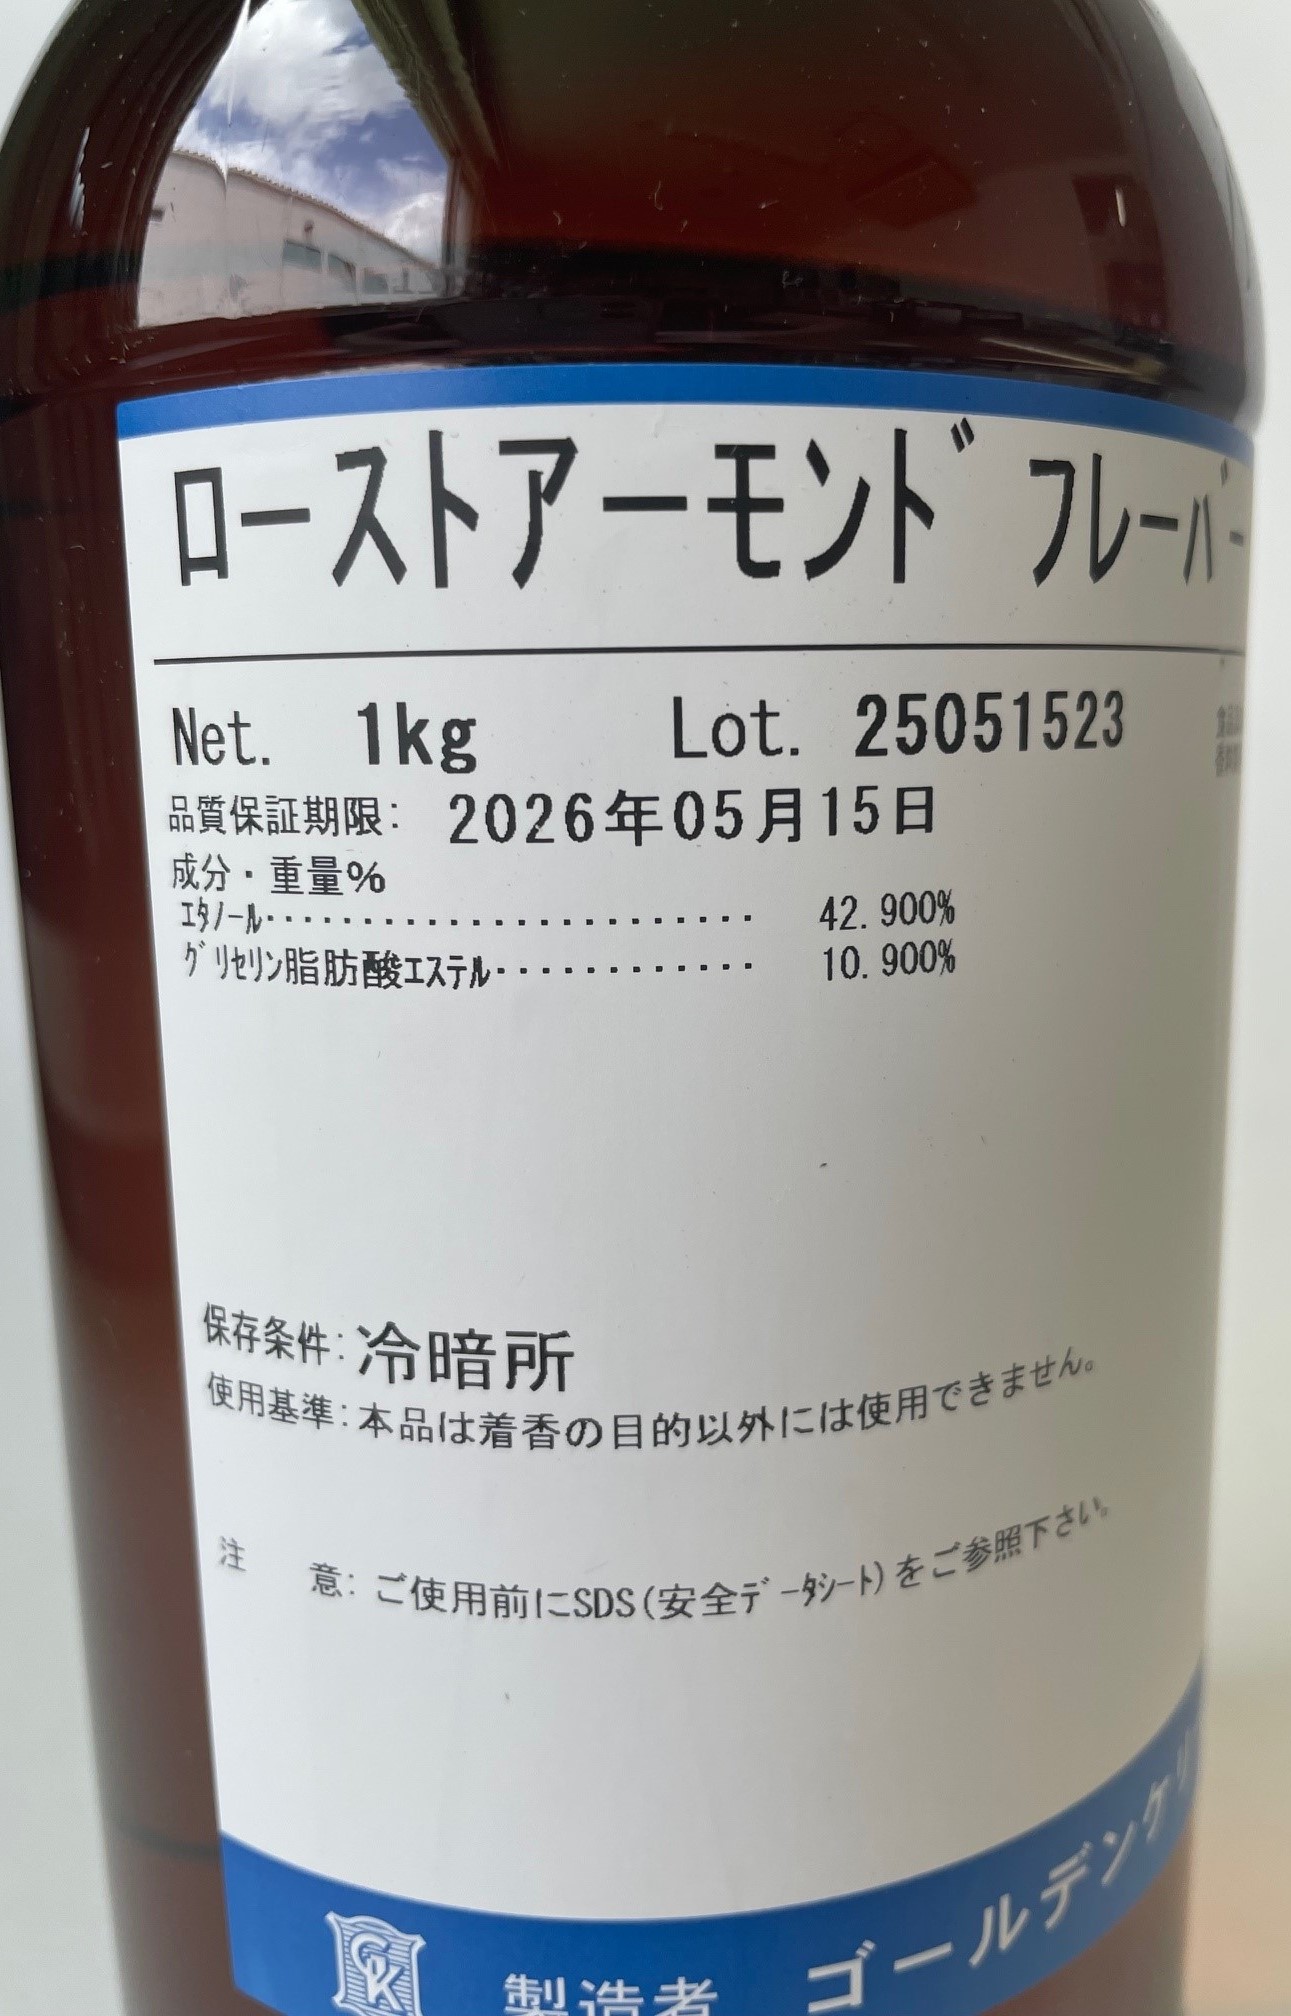 ローストアーモンド フレーバー
Net. 1kg Lot. 25051523
品質保証期限: 2026年05月15日
成分・重量%
ｴﾀﾉｰﾙ・・・・・・・・・・・・・・・・・・・・・・・・・・ 42.900%
ｸﾞﾘｾﾘﾝ脂肪酸ｴｽﾃﾙ・・・・・・・・・・・・・ 10.900%
保存条件: 冷暗所
使用基準: 本品は着香の目的以外には使用できません。
注 意: ご使用前にSDS(安全ﾃﾞｰﾀｼｰﾄ)をご参照下さい。
GK 製造者 ゴールデンケリ